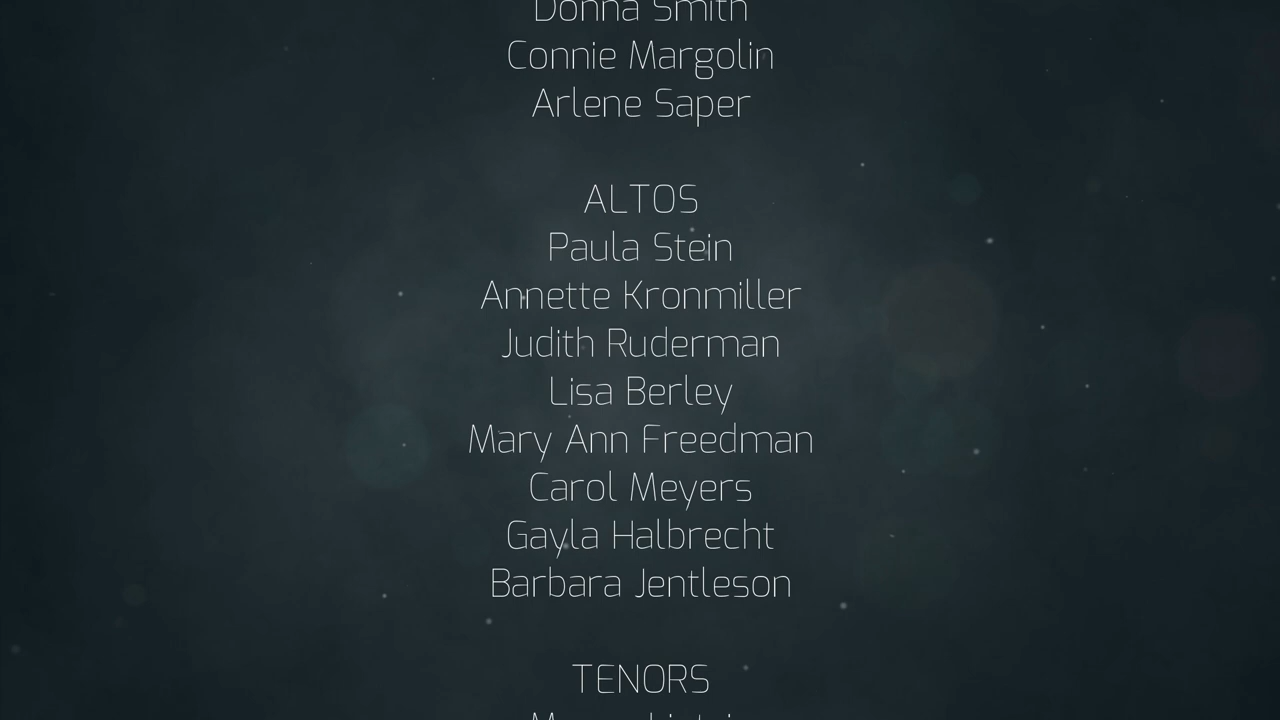 Donna Smith
Connie Margolin
Arlene Saper
ALTOS
Paula Stein
Annette Kronmiller
Judith Ruderman
Lisa Berley
Mary Ann Freedman
Carol Meyers
Gayla Halbrecht
Barbara Jentleson
TENORS